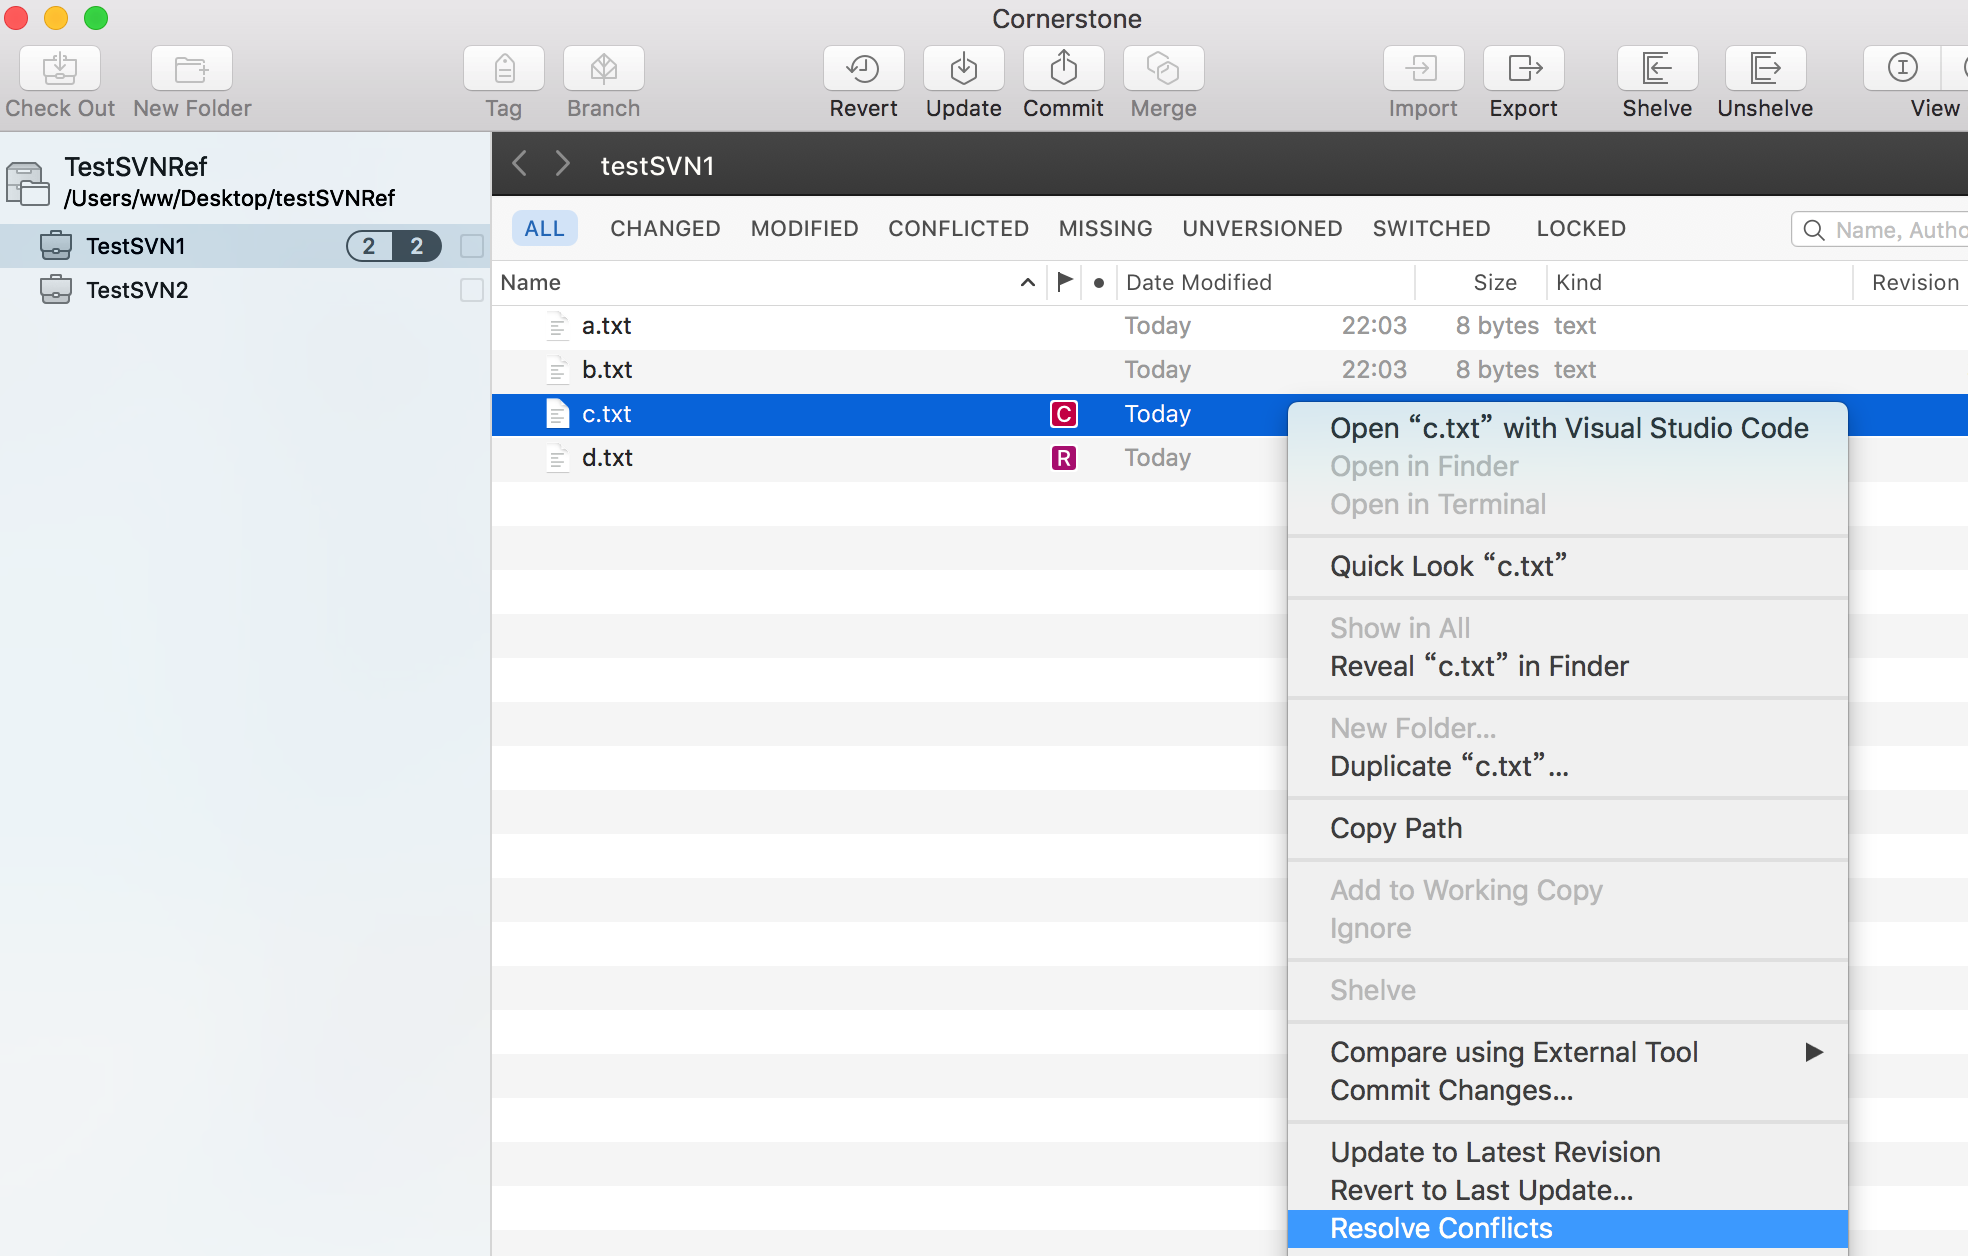 Cornerstone
Check Out New Folder Tag Branch Revert Update Commit Merge Import Export Shelve Unshelve View
TestSVNRef
/Users/ww/Desktop/testSVNRef
TestSVN1 2 2
TestSVN2
testSVN1
ALL CHANGED MODIFIED CONFLICTED MISSING UNVERSIONED SWITCHED LOCKED Name, Autho
Name Date Modified Size Kind Revision
a.txt Today 22:03 8 bytes text
b.txt Today 22:03 8 bytes text
c.txt C Today
d.txt R Today
Open “c.txt” with Visual Studio Code
Open in Finder
Open in Terminal
Quick Look “c.txt”
Show in All
Reveal “c.txt” in Finder
New Folder...
Duplicate “c.txt”...
Copy Path
Add to Working Copy
Ignore
Shelve
Compare using External Tool
Commit Changes...
Update to Latest Revision
Revert to Last Update...
Resolve Conflicts